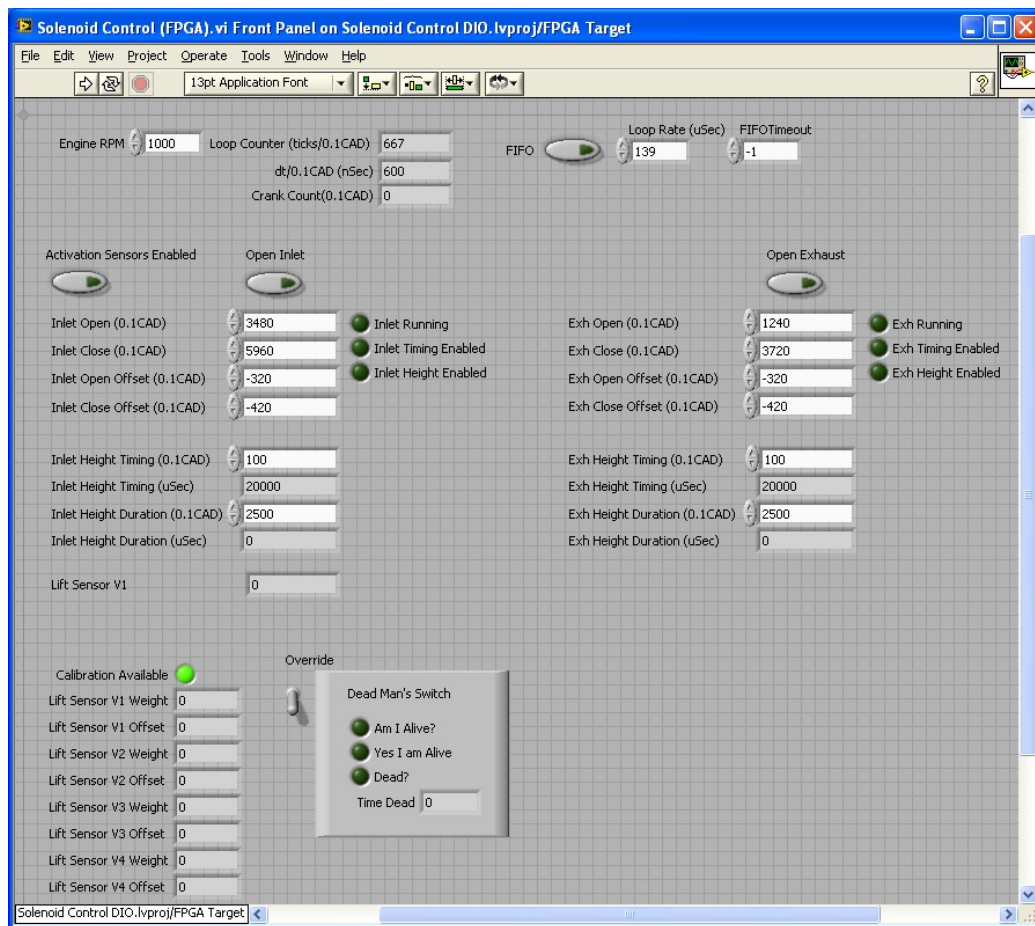 Solenoid Control (FPGA).vi Front Panel on Solenoid Control DIO.lvproj/FPGA Target
File Edit View Project Operate Tools Window Help
13pt Application Font
Engine RPM 1000 Loop Counter (ticks/0.1CAD) 667
FIFO Loop Rate (uSec) FIFOTimeout
139 -1
dt/0.1CAD (nSec) 600
Crank Count(0.1CAD) 0
Activation Sensors Enabled Open Inlet Open Exhaust
Inlet Open (0.1CAD) 3480 Inlet Running Exh Open (0.1CAD) 1240 Exh Running
Inlet Close (0.1CAD) 5960 Inlet Timing Enabled Exh Close (0.1CAD) 3720 Exh Timing Enabled
Inlet Open Offset (0.1CAD) -320 Inlet Height Enabled Exh Open Offset (0.1CAD) -320 Exh Height Enabled
Inlet Close Offset (0.1CAD) -420 Exh Close Offset (0.1CAD) -420
Inlet Height Timing (0.1CAD) 100 Exh Height Timing (0.1CAD) 100
Inlet Height Timing (uSec) 20000 Exh Height Timing (uSec) 20000
Inlet Height Duration (0.1CAD) 2500 Exh Height Duration (0.1CAD) 2500
Inlet Height Duration (uSec) 0 Exh Height Duration (uSec) 0
Lift Sensor V1 0
Calibration Available Override
Lift Sensor V1 Weight 0
Lift Sensor V1 Offset 0
Lift Sensor V2 Weight 0
Lift Sensor V2 Offset 0
Lift Sensor V3 Weight 0
Lift Sensor V3 Offset 0
Lift Sensor V4 Weight 0
Lift Sensor V4 Offset 0
Dead Man's Switch
Am I Alive?
Yes I am Alive
Dead?
Time Dead 0
Solenoid Control DIO.lvproj/FPGA Target